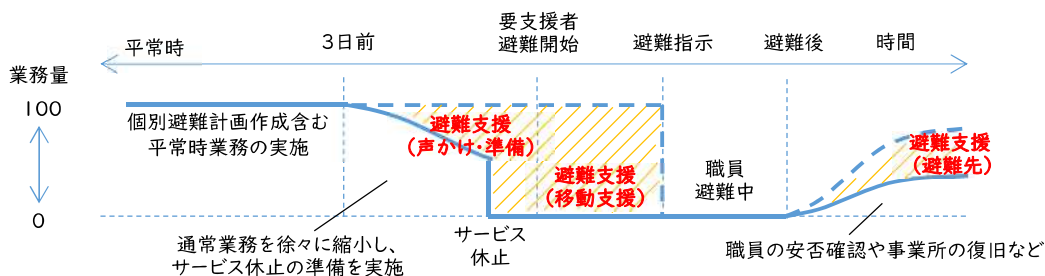 平常時
3日前
要支援者
避難開始
避難指示
避難後
時間
業務量
100
0
個別避難計画作成含む
平常時業務の実施
避難支援
(声かけ・準備)
避難支援
(移動支援)
職員
避難中
避難支援
(避難先)
通常業務を徐々に縮小し、
サービス休止の準備を実施
サービス
休止
職員の安否確認や事業所の復旧など